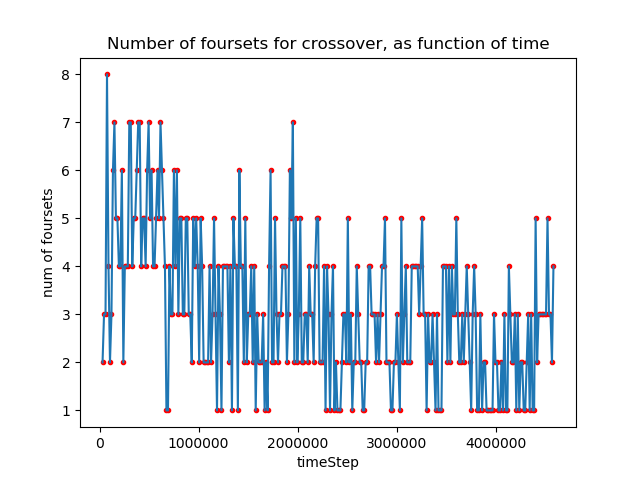 Number of foursets for crossover, as function of time
num of foursets
8
7
6
5
4
3
2
1
0 1000000 2000000 3000000 4000000
timeStep